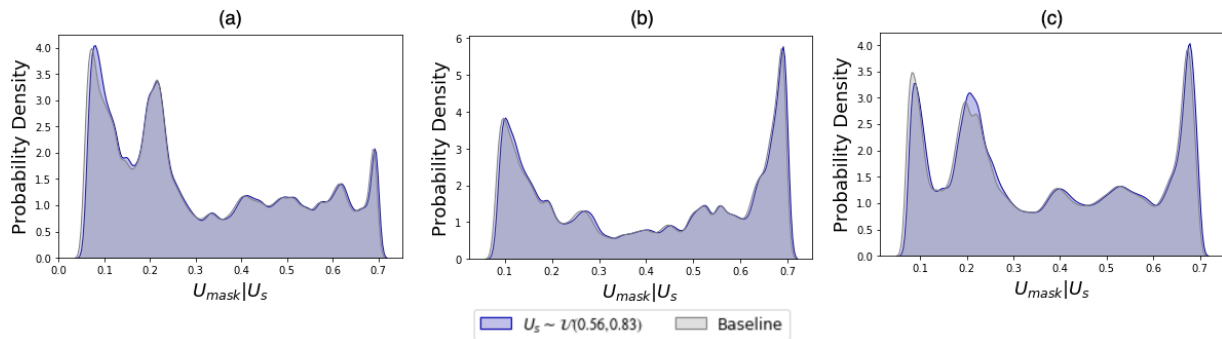 (a)
Probability Density
4.0
3.5
3.0
2.5
2.0
1.5
1.0
0.5
0.0
0.0 0.1 0.2 0.3 0.4 0.5 0.6 0.7
U_mask|U_s
(b)
Probability Density
6
5
4
3
2
1
0
0.1 0.2 0.3 0.4 0.5 0.6 0.7
U_mask|U_s
(c)
Probability Density
4.0
3.5
3.0
2.5
2.0
1.5
1.0
0.5
0.0
0.1 0.2 0.3 0.4 0.5 0.6 0.7
U_mask|U_s
U_s ~ 𝒰(0.56,0.83) Baseline